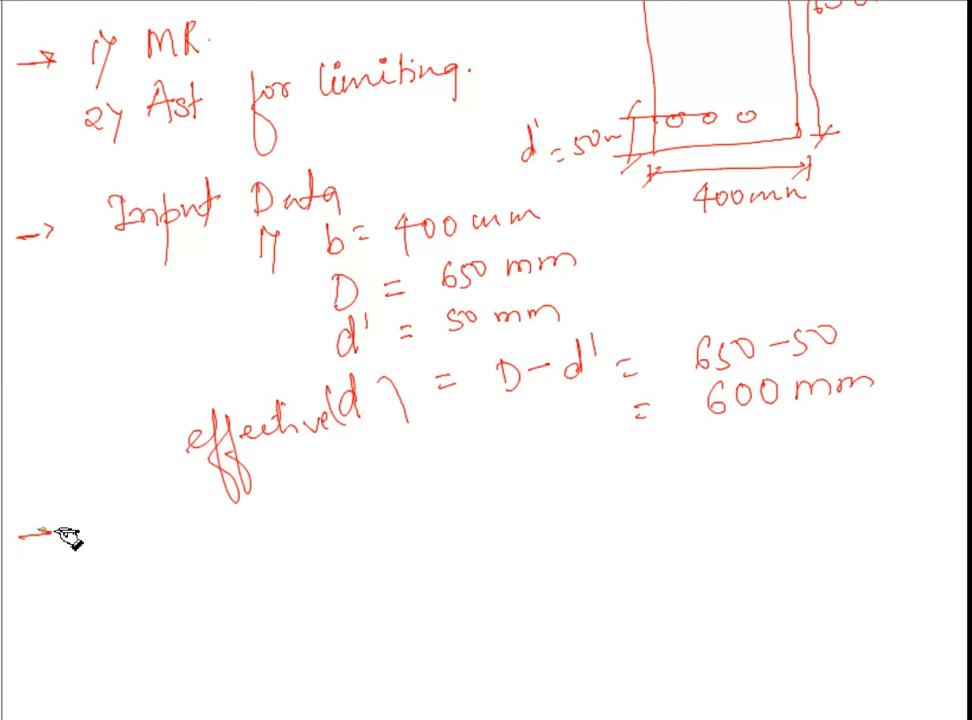 → 1) MR.
2) Ast for limiting.
d' = 50m
400mm
→ Input Data
1) b = 400 mm
D = 650 mm
d' = 50 mm
effective(d) = D - d' = 650 - 50
= 600 mm